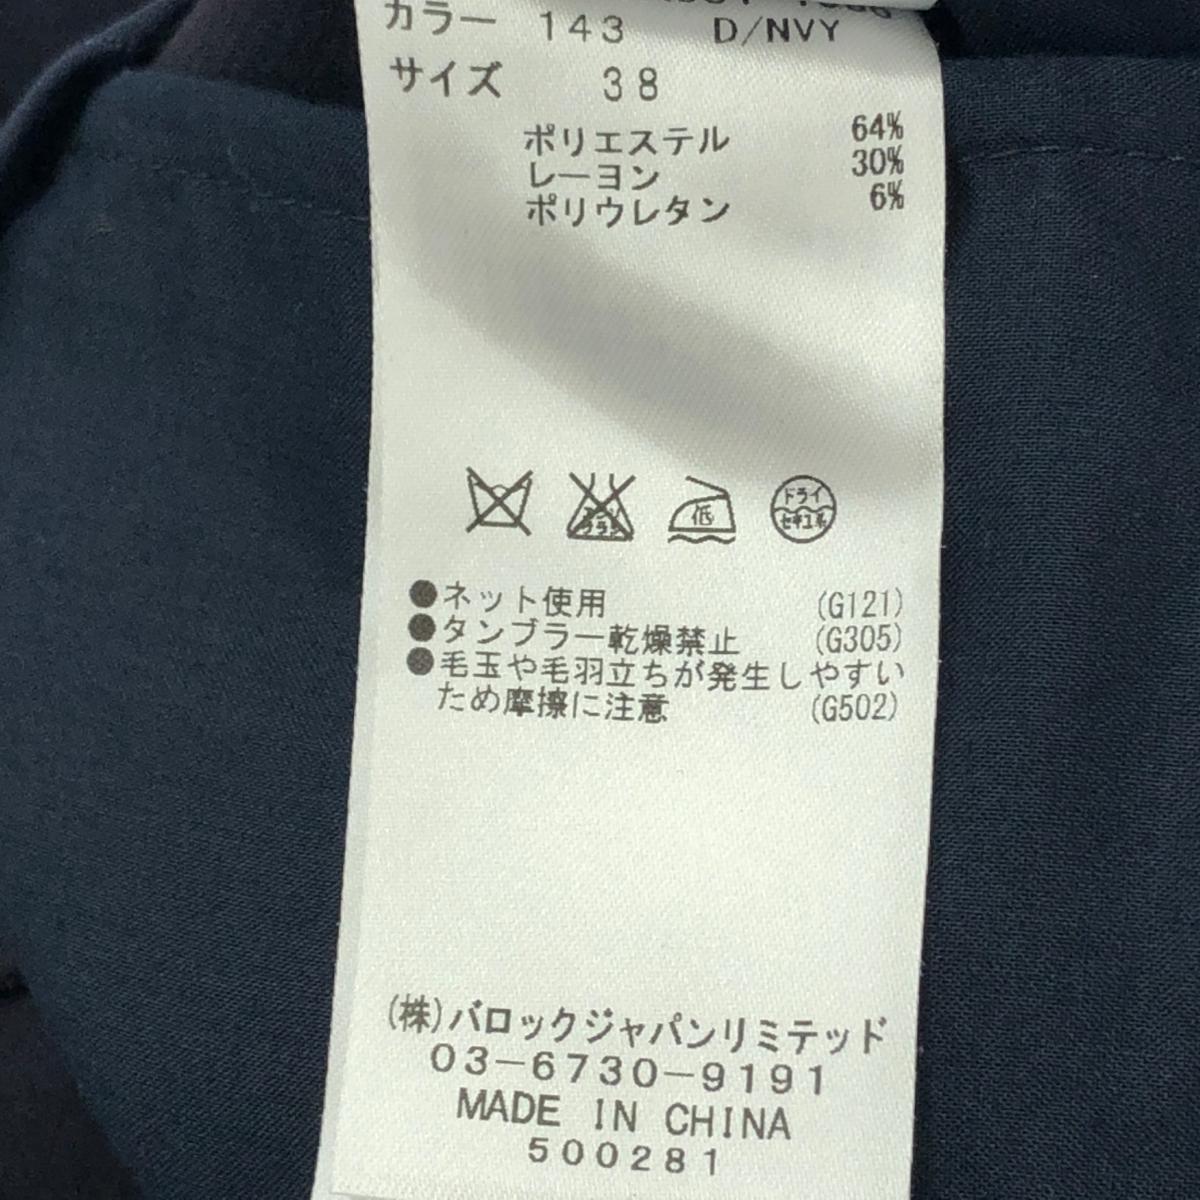 カラー 143 D/NVY
サイズ 38
ポリエステル 64%
レーヨン 30%
ポリウレタン 6%
低
ドライ
セキユ系
●ネット使用 (G121)
●タンブラー乾燥禁止 (G305)
●毛玉や毛羽立ちが発生しやすい
ため摩擦に注意 (G502)
(株)バロックジャパンリミテッド
03-6730-9191
MADE IN CHINA
500281